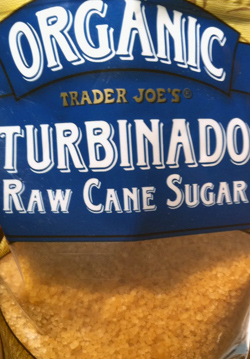 ORGANIC
TRADER JOE'S®
TURBINADO
RAW CANE SUGAR